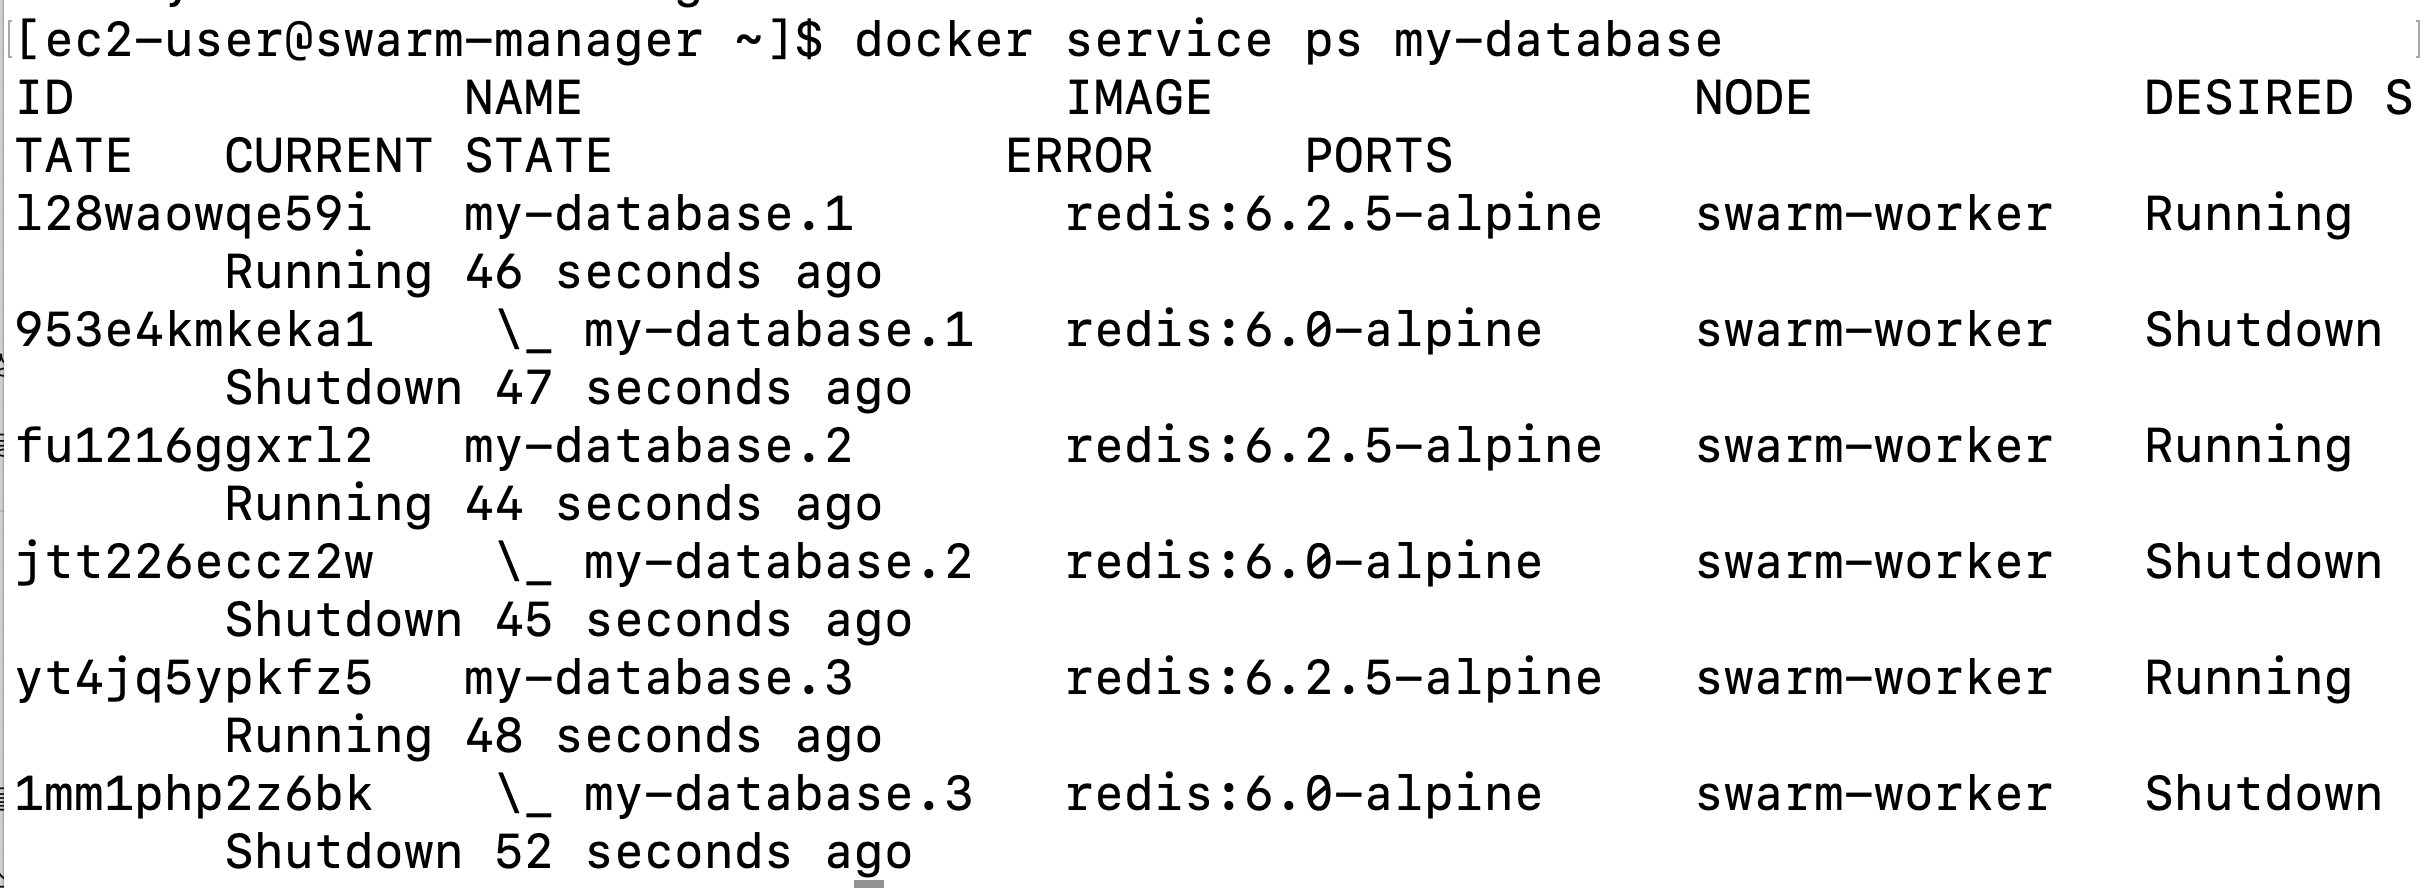 [ec2-user@swarm-manager ~]$ docker service ps my-database
ID             NAME                IMAGE                NODE           DESIRED S
TATE   CURRENT STATE             ERROR     PORTS
l28waowqe59i   my-database.1       redis:6.2.5-alpine   swarm-worker   Running
       Running 46 seconds ago
953e4kmkeka1    \_ my-database.1   redis:6.0-alpine     swarm-worker   Shutdown
       Shutdown 47 seconds ago
fu1216ggxrl2   my-database.2       redis:6.2.5-alpine   swarm-worker   Running
       Running 44 seconds ago
jtt226eccz2w    \_ my-database.2   redis:6.0-alpine     swarm-worker   Shutdown
       Shutdown 45 seconds ago
yt4jq5ypkfz5   my-database.3       redis:6.2.5-alpine   swarm-worker   Running
       Running 48 seconds ago
1mm1php2z6bk    \_ my-database.3   redis:6.0-alpine     swarm-worker   Shutdown
       Shutdown 52 seconds ago